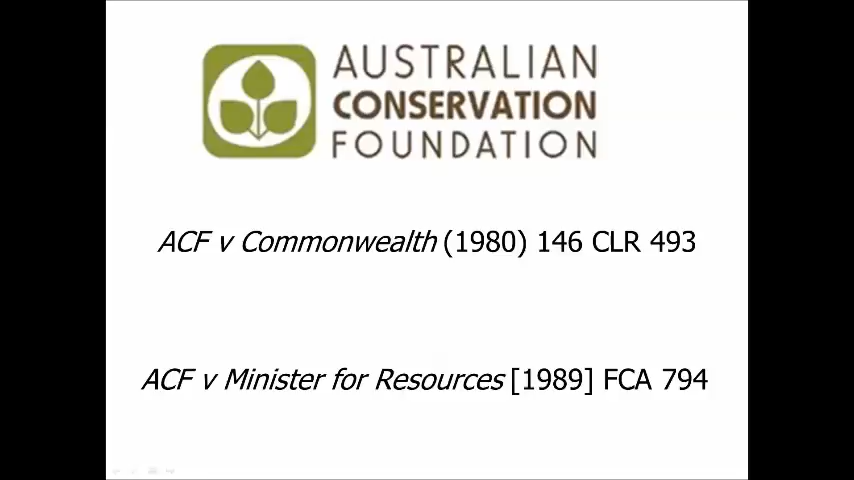 AUSTRALIAN
CONSERVATION
FOUNDATION
ACF v Commonwealth (1980) 146 CLR 493
ACF v Minister for Resources [1989] FCA 794